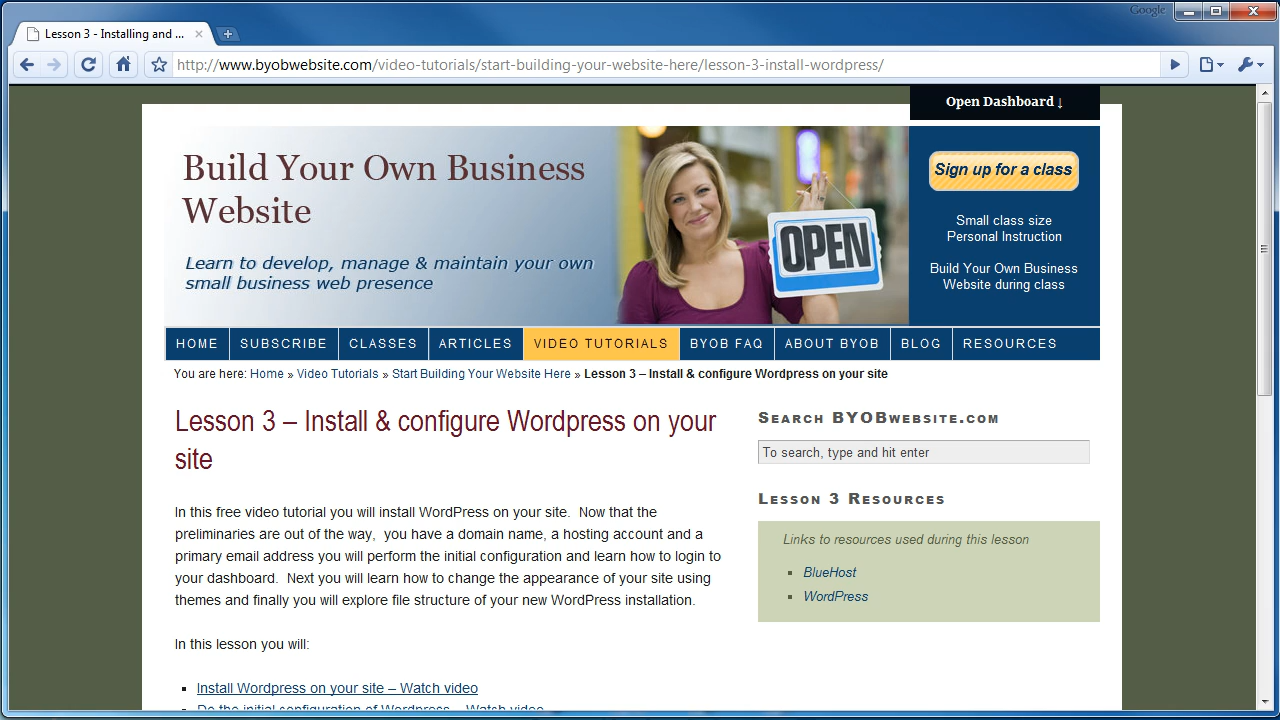 Google
Lesson 3 - Installing and ...
http://www.byobwebsite.com/video-tutorials/start-building-your-website-here/lesson-3-install-wordpress/
Open Dashboard ↓
Build Your Own Business
Website
Learn to develop, manage & maintain your own
small business web presence
OPEN
Sign up for a class
Small class size
Personal Instruction
Build Your Own Business
Website during class
HOME SUBSCRIBE CLASSES ARTICLES VIDEO TUTORIALS BYOB FAQ ABOUT BYOB BLOG RESOURCES
You are here: Home » Video Tutorials » Start Building Your Website Here » Lesson 3 – Install & configure Wordpress on your site
Lesson 3 – Install & configure Wordpress on your
site
In this free video tutorial you will install WordPress on your site. Now that the
preliminaries are out of the way, you have a domain name, a hosting account and a
primary email address you will perform the initial configuration and learn how to login to
your dashboard. Next you will learn how to change the appearance of your site using
themes and finally you will explore file structure of your new WordPress installation.
In this lesson you will:
Install Wordpress on your site – Watch video
Do the initial configuration of Wordpress – Watch video
Search BYOBwebsite.com
To search, type and hit enter
Lesson 3 Resources
Links to resources used during this lesson
BlueHost
WordPress